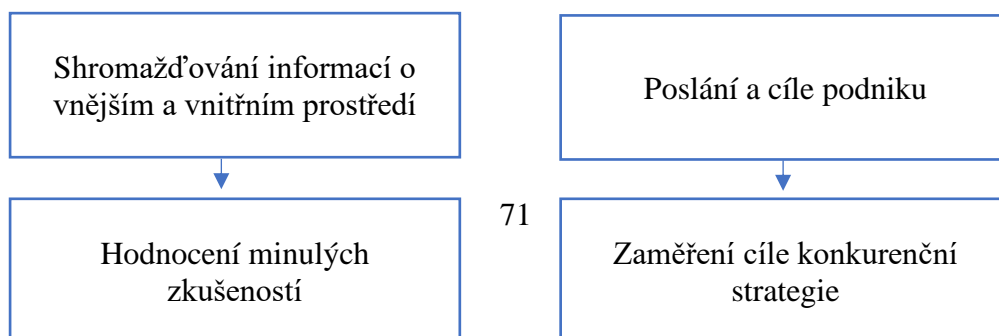 Shromažďování informací o
vnějším a vnitřním prostředí
Poslání a cíle podniku
Hodnocení minulých
zkušeností
71
Zaměření cíle konkurenční
strategie